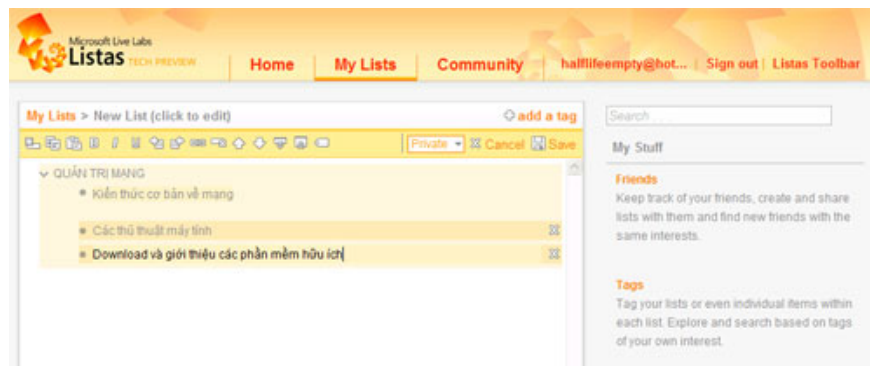 Microsoft Live Labs
Listas TECH PREVIEW
Home
My Lists
Community
halflifeempty@hot... | Sign out | Listas Toolbar
My Lists > New List (click to edit)
add a tag
Private
Cancel
Save
QUẢN TRỊ MẠNG
Kiến thức cơ bản về mạng
Các thủ thuật máy tính
Download và giới thiệu các phần mềm hữu ích
Search . . .
My Stuff
Friends
Keep track of your friends, create and share
lists with them and find new friends with the
same interests.
Tags
Tag your lists or even individual items within
each list. Explore and search based on tags
of your own interest.